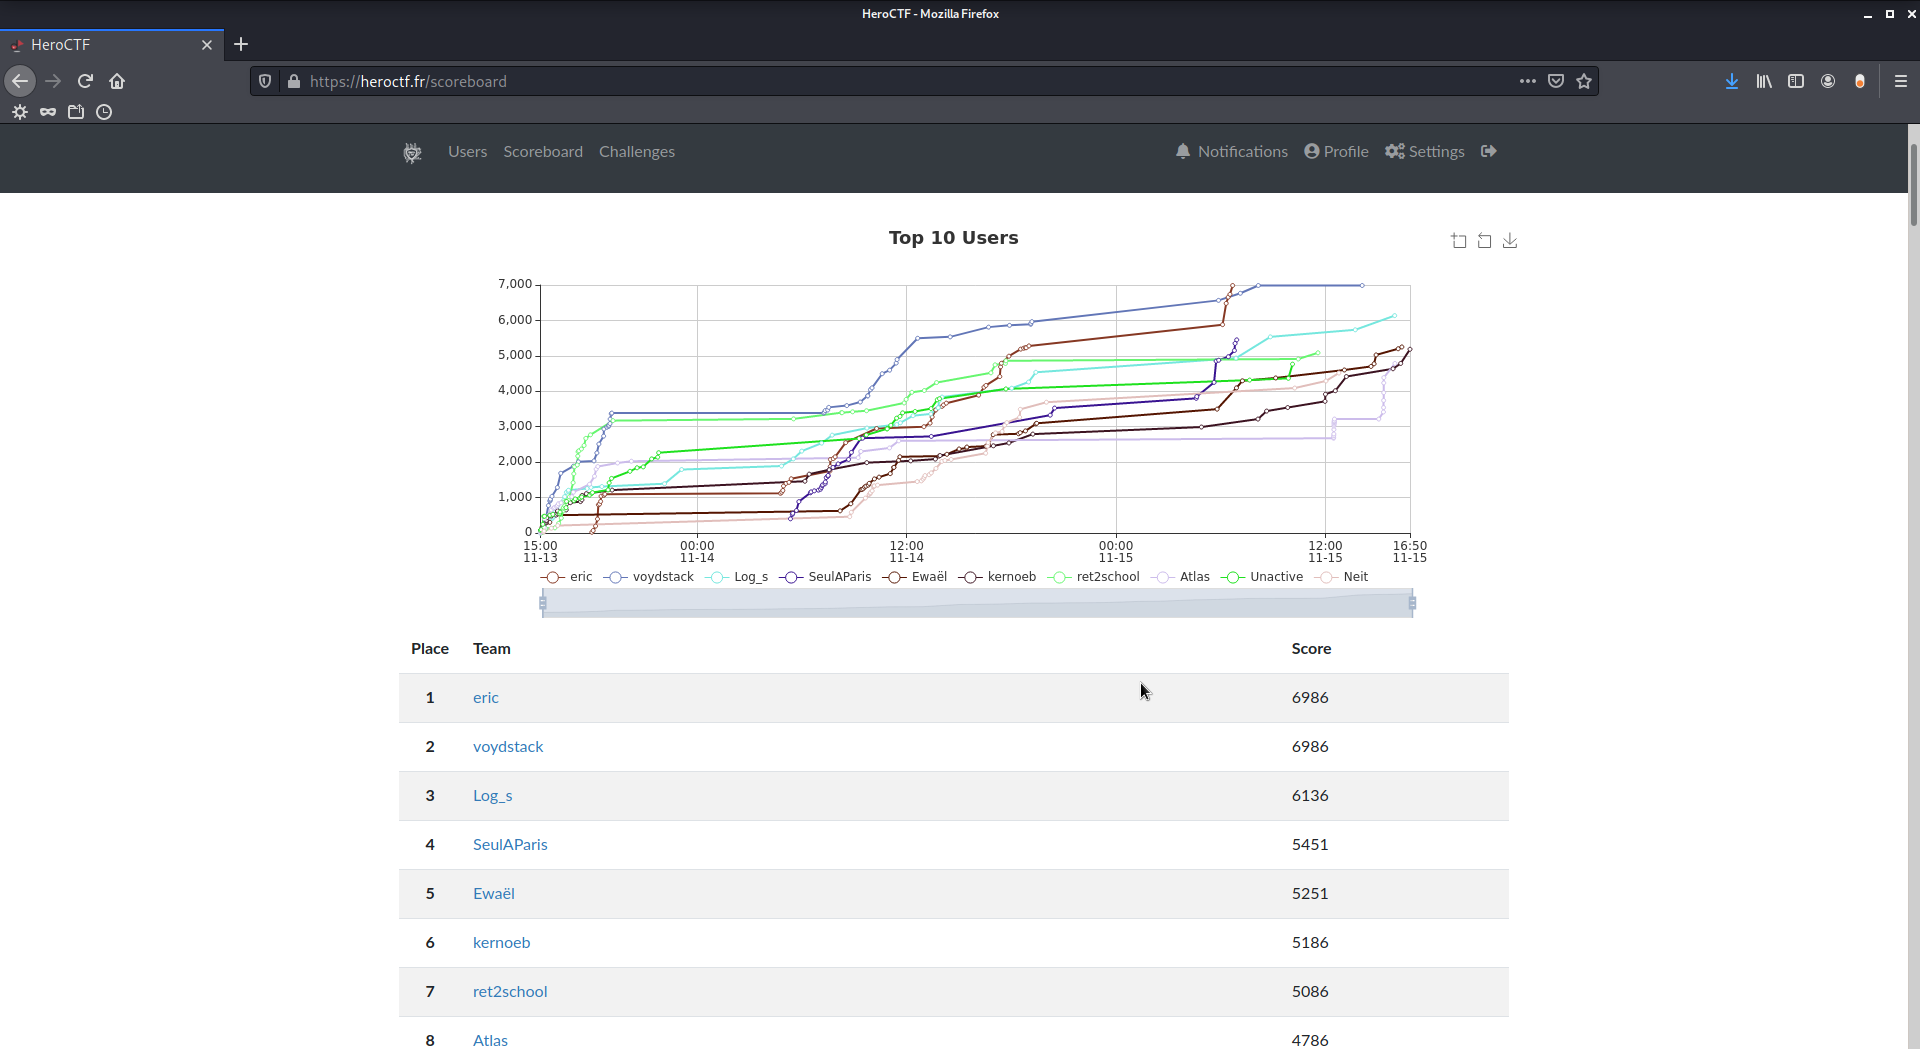 HeroCTF - Mozilla Firefox
HeroCTF
https://heroctf.fr/scoreboard
Users Scoreboard Challenges Notifications Profile Settings
Top 10 Users
7,000
6,000
5,000
4,000
3,000
2,000
1,000
0
15:00 00:00 12:00 00:00 12:00 16:50
11-13 11-14 11-14 11-15 11-15 11-15
eric voydstack Log_s SeulAParis Ewaël kernoeb ret2school Atlas Unactive Neit
Place Team Score
1 eric 6986
2 voydstack 6986
3 Log_s 6136
4 SeulAParis 5451
5 Ewaël 5251
6 kernoeb 5186
7 ret2school 5086
8 Atlas 4786